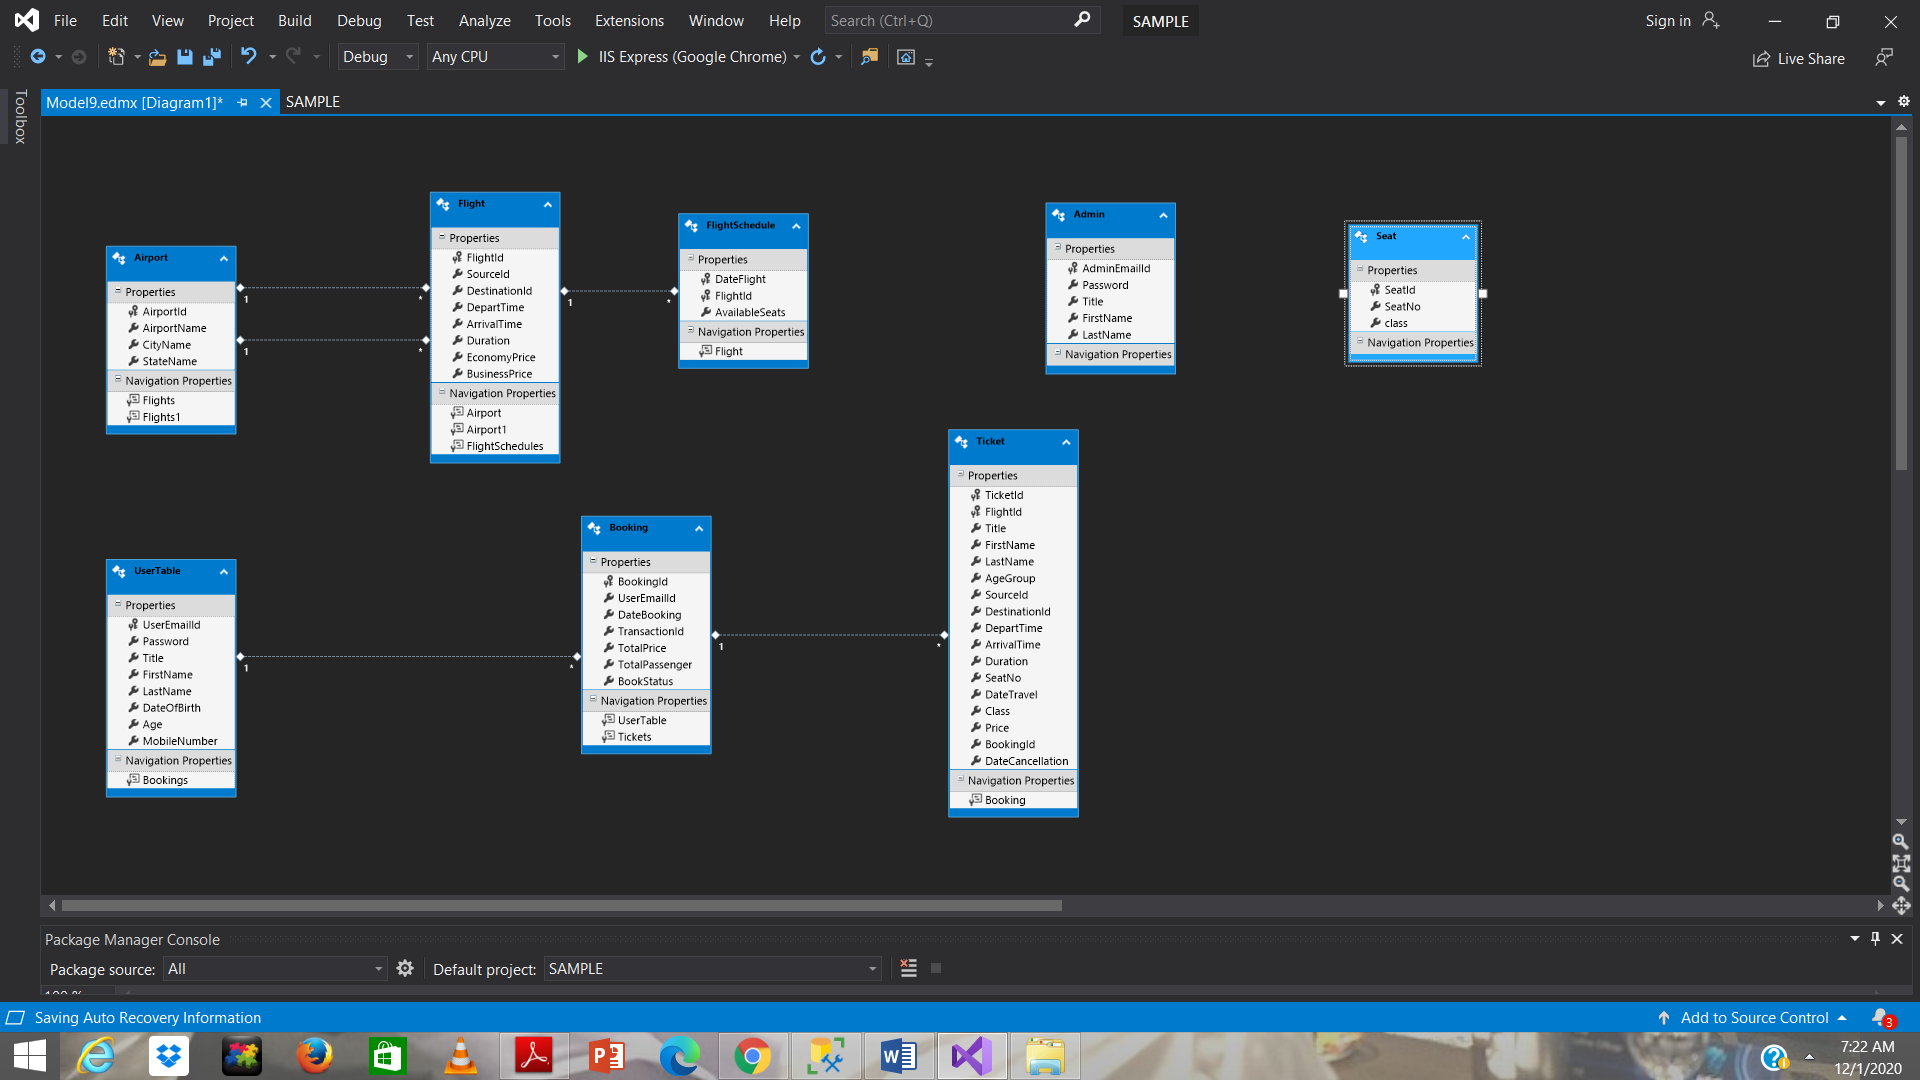 File Edit View Project Build Debug Test Analyze Tools Extensions Window Help Search (Ctrl+Q) SAMPLE Sign in
Debug Any CPU IIS Express (Google Chrome) Live Share
Toolbox
Model9.edmx [Diagram1]* SAMPLE
Airport
Properties
AirportId
AirportName
CityName
StateName
Navigation Properties
Flights
Flights1
1 *
1 *
Flight
Properties
FlightId
SourceId
DestinationId
DepartTime
ArrivalTime
Duration
EconomyPrice
BusinessPrice
Navigation Properties
Airport
Airport1
FlightSchedules
1 *
FlightSchedule
Properties
DateFlight
FlightId
AvailableSeats
Navigation Properties
Flight
Admin
Properties
AdminEmailId
Password
Title
FirstName
LastName
Navigation Properties
Seat
Properties
SeatId
SeatNo
class
Navigation Properties
UserTable
Properties
UserEmailId
Password
Title
FirstName
LastName
DateOfBirth
Age
MobileNumber
Navigation Properties
Bookings
1 *
Booking
Properties
BookingId
UserEmailId
DateBooking
TransactionId
TotalPrice
TotalPassenger
BookStatus
Navigation Properties
UserTable
Tickets
1 *
Ticket
Properties
TicketId
FlightId
Title
FirstName
LastName
AgeGroup
SourceId
DestinationId
DepartTime
ArrivalTime
Duration
SeatNo
DateTravel
Class
Price
BookingId
DateCancellation
Navigation Properties
Booking
Package Manager Console
Package source: All Default project: SAMPLE
Saving Auto Recovery Information Add to Source Control 3
7:22 AM
12/1/2020